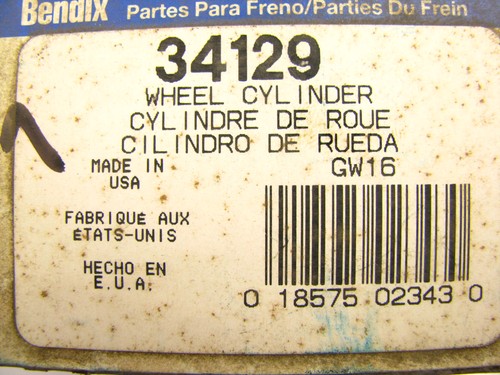 Bendix Partes Para Freno/Parties Du Frein
34129
WHEEL CYLINDER
CYLINDRE DE ROUE
CILINDRO DE RUEDA
MADE IN
USA
GW16
FABRIQUÉ AUX
ÉTATS-UNIS
HECHO EN
E.U.A.
0 18575 02343 0